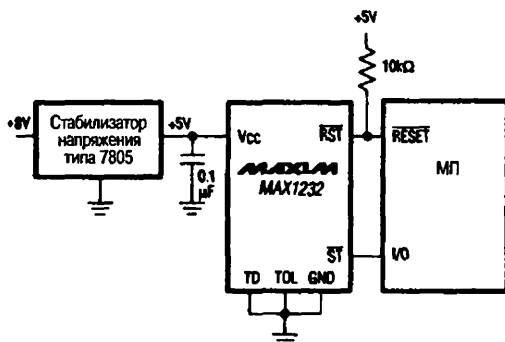 +5V
10kΩ
+8V
Стабилизатор
напряжения
типа 7805
+5V
0.1
µF
Vcc
RST
MAXIM
MAX1232
ST
TD TOL GND
RESET
МП
I/O